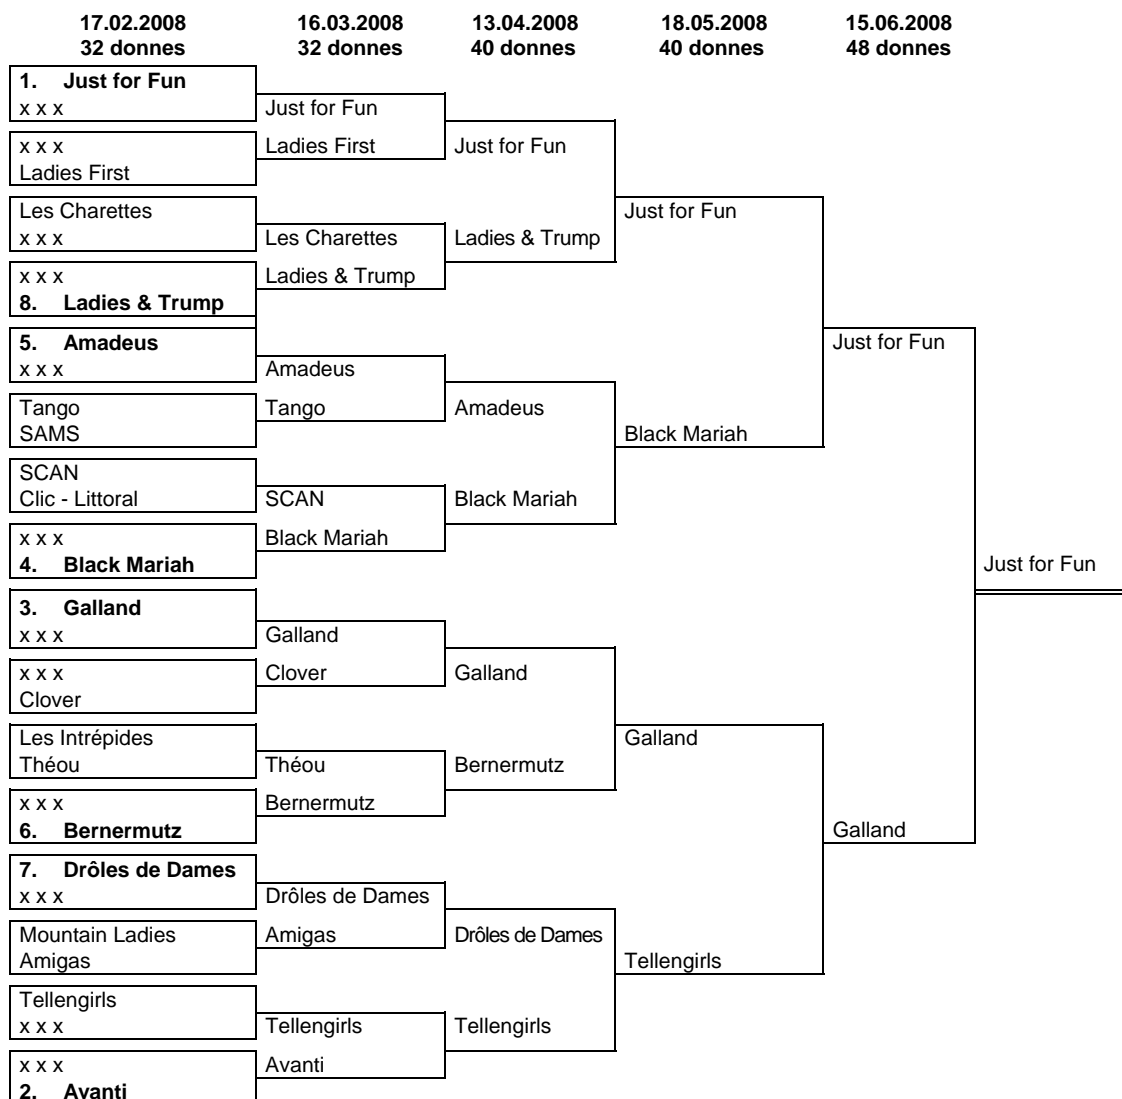 17.02.2008 16.03.2008 13.04.2008 18.05.2008 15.06.2008
32 donnes 32 donnes 40 donnes 40 donnes 48 donnes
1. Just for Fun
x x x Just for Fun
x x x Ladies First Just for Fun
Ladies First
Les Charettes Just for Fun
x x x Les Charettes Ladies & Trump
x x x Ladies & Trump
8. Ladies & Trump
5. Amadeus Just for Fun
x x x Amadeus
Tango Tango Amadeus
SAMS Black Mariah
SCAN
Clic - Littoral SCAN Black Mariah
x x x Black Mariah
4. Black Mariah Just for Fun
3. Galland
x x x Galland
x x x Clover Galland
Clover
Les Intrépides Galland
Théou Théou Bernermutz
x x x Bernermutz
6. Bernermutz Galland
7. Drôles de Dames
x x x Drôles de Dames
Mountain Ladies Amigas Drôles de Dames
Amigas Tellengirls
Tellengirls
x x x Tellengirls Tellengirls
x x x Avanti
2. Avanti